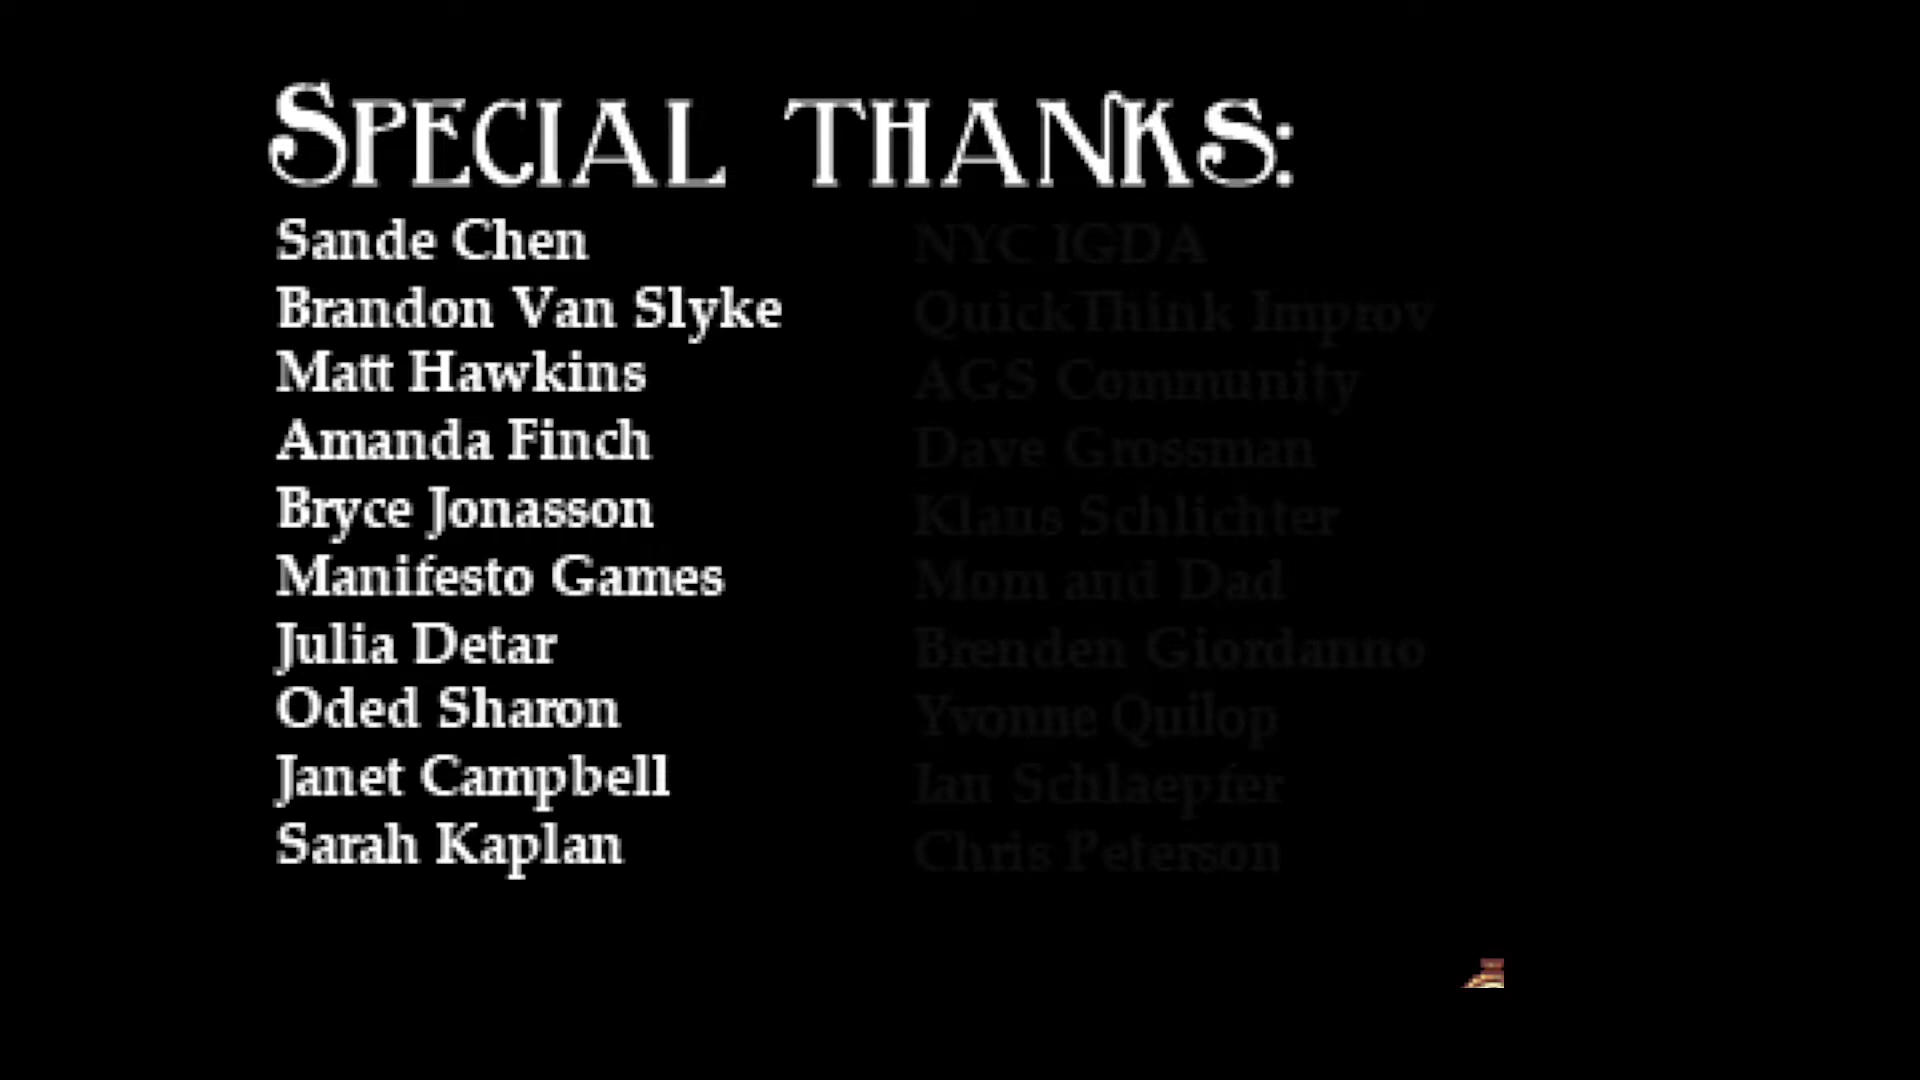 SPECIAL THANKS:
Sande Chen
Brandon Van Slyke
Matt Hawkins
Amanda Finch
Bryce Jonasson
Manifesto Games
Julia Detar
Oded Sharon
Janet Campbell
Sarah Kaplan
NYC IGDA
QuickThink Improv
AGS Community
Dave Grossman
Klaus Schlichter
Mom and Dad
Brenden Giordanno
Yvonne Quilop
Ian Schlaepfer
Chris Peterson